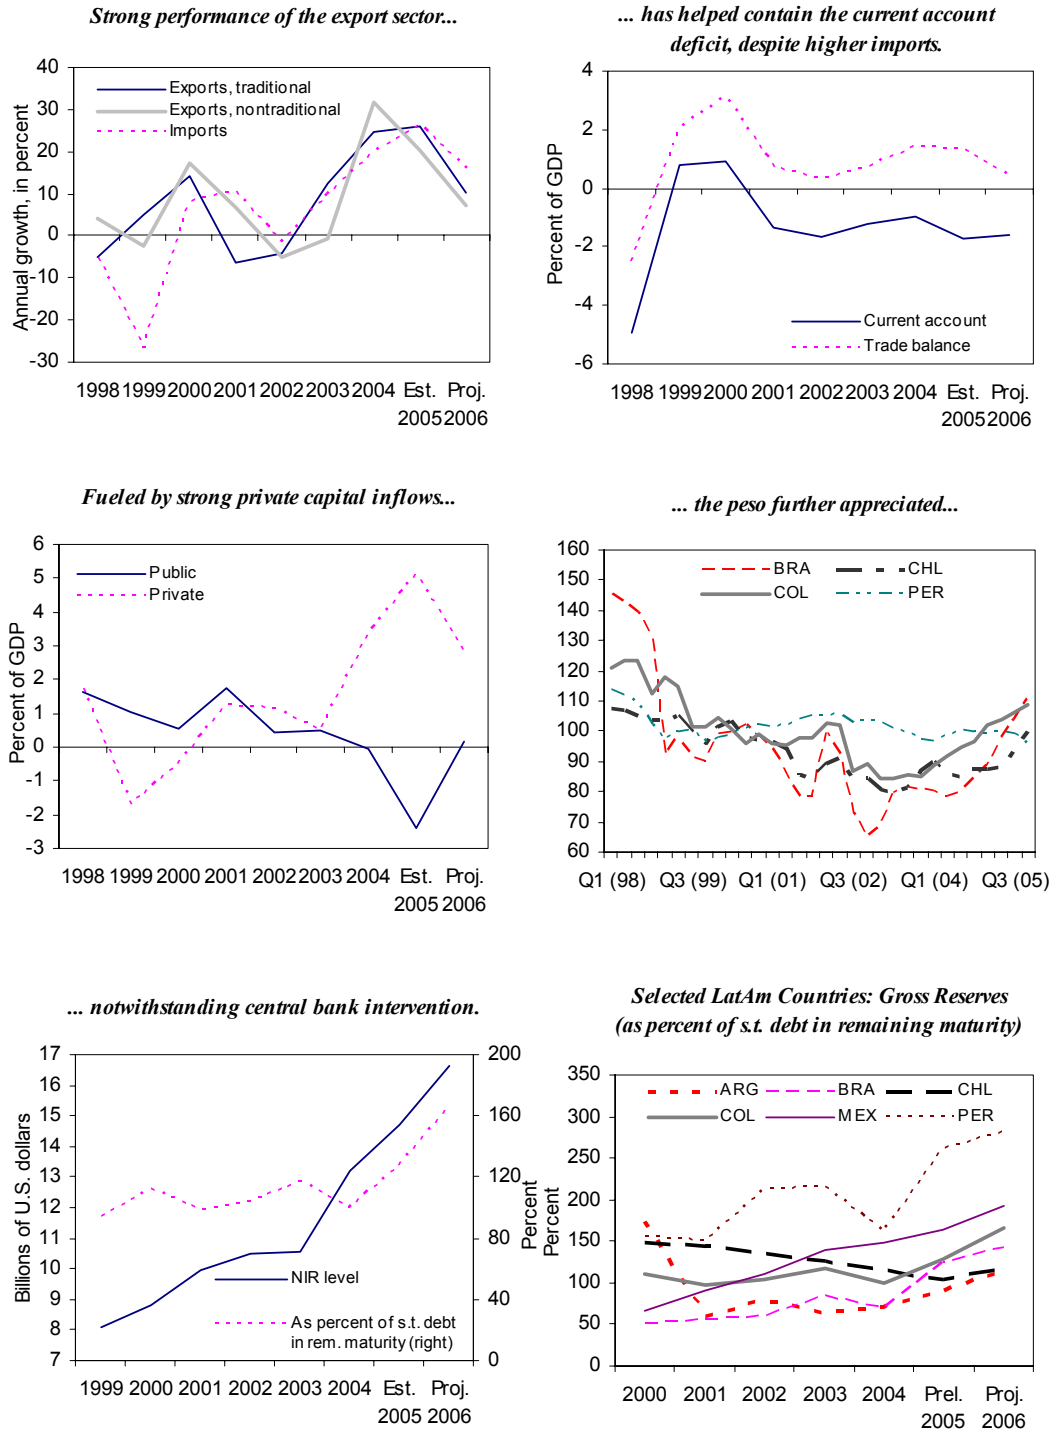 Strong performance of the export sector...
40
30
20
10
0
-10
-20
-30
Annual growth, in percent
Exports, traditional
Exports, nontraditional
Imports
1998 1999 2000 2001 2002 2003 2004 Est. Proj.
2005 2006
... has helped contain the current account
deficit, despite higher imports.
4
2
0
-2
-4
-6
Percent of GDP
Current account
Trade balance
1998 1999 2000 2001 2002 2003 2004 Est. Proj.
2005 2006
Fueled by strong private capital inflows...
6
5
4
3
2
1
0
-1
-2
-3
Percent of GDP
Public
Private
1998 1999 2000 2001 2002 2003 2004 Est. Proj.
2005 2006
... the peso further appreciated...
160
150
140
130
120
110
100
90
80
70
60
BRA CHL
COL PER
Q1 (98) Q3 (99) Q1 (01) Q3 (02) Q1 (04) Q3 (05)
... notwithstanding central bank intervention.
17
16
15
14
13
12
11
10
9
8
7
Billions of U.S. dollars
200
160
120
80
40
0
Percent
NIR level
As percent of s.t. debt
in rem. maturity (right)
1999 2000 2001 2002 2003 2004 Est. Proj.
2005 2006
Selected LatAm Countries: Gross Reserves
(as percent of s.t. debt in remaining maturity)
350
300
250
200
150
100
50
0
Percent
ARG BRA CHL
COL MEX PER
2000 2001 2002 2003 2004 Prel. Proj.
2005 2006